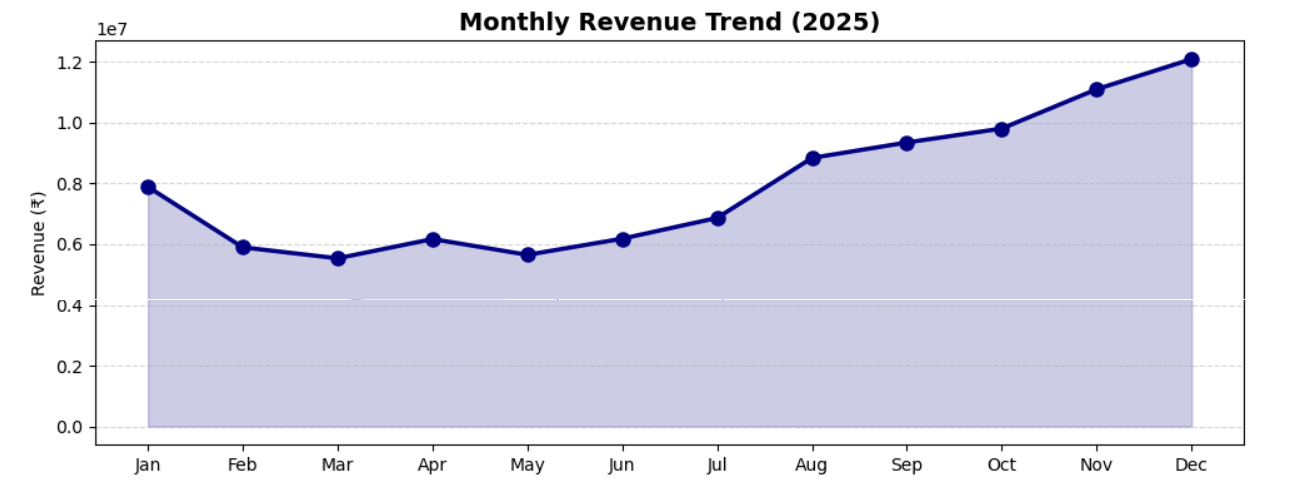 Monthly Revenue Trend (2025)
1e7
1.2
1.0
0.8
0.6
0.4
0.2
0.0
Revenue (₹)
Jan Feb Mar Apr May Jun Jul Aug Sep Oct Nov Dec